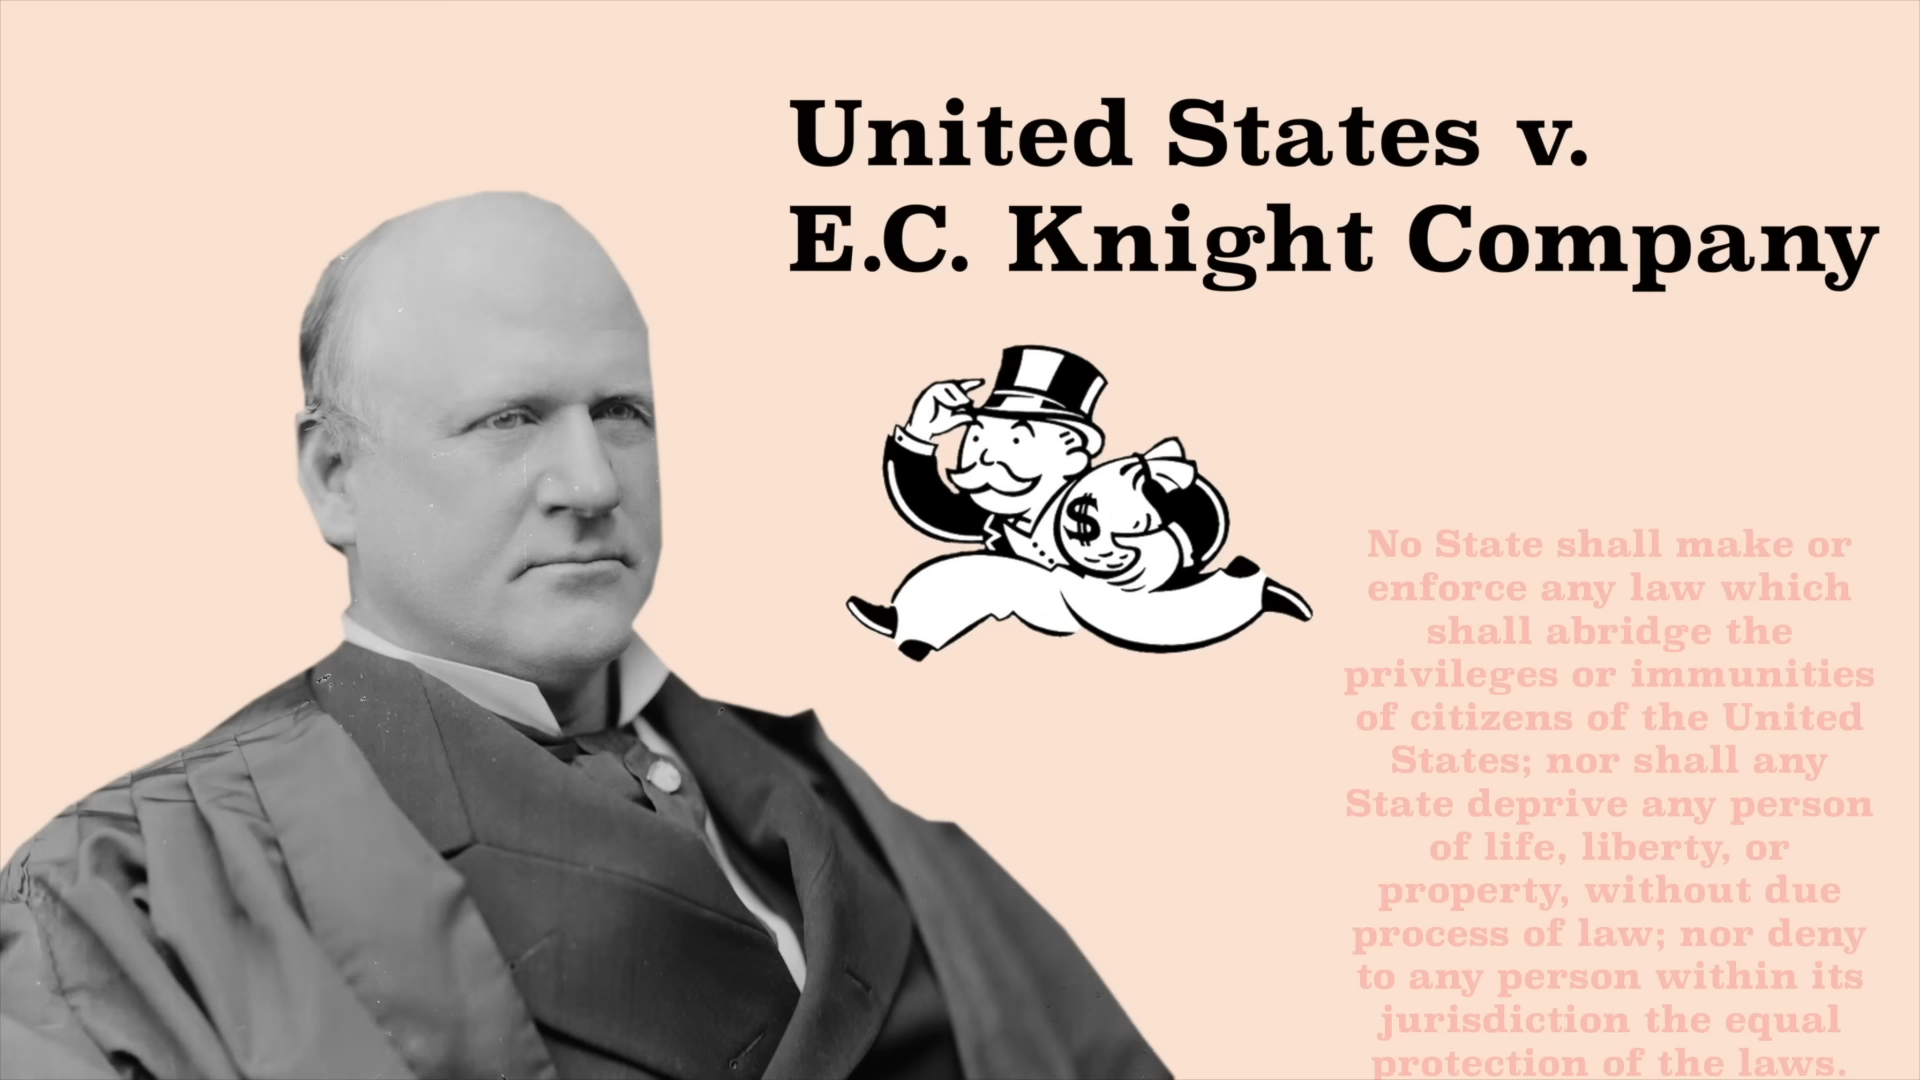 United States v.
E.C. Knight Company
$
No State shall make or
enforce any law which
shall abridge the
privileges or immunities
of citizens of the United
States; nor shall any
State deprive any person
of life, liberty, or
property, without due
process of law; nor deny
to any person within its
jurisdiction the equal
protection of the laws.